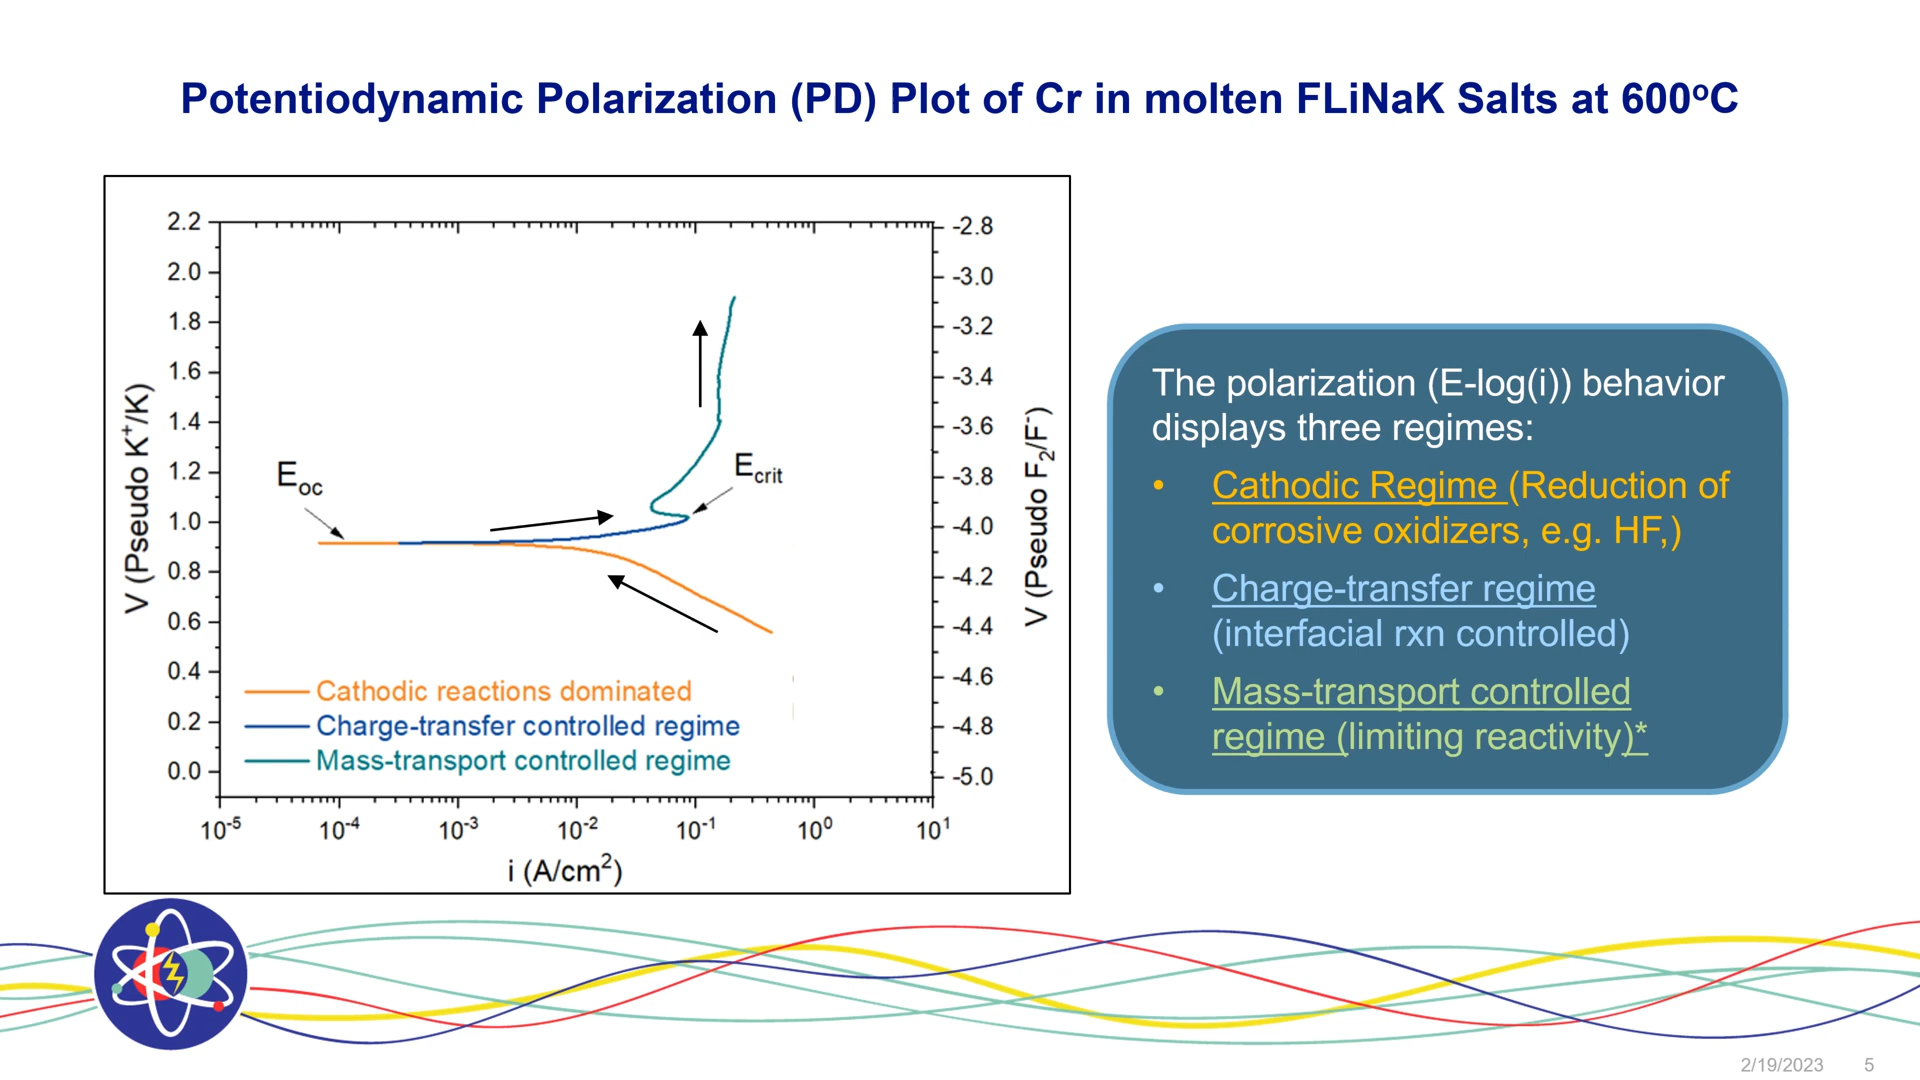 Potentiodynamic Polarization (PD) Plot of Cr in molten FLiNaK Salts at 600ºC
2.2
2.0
1.8
1.6
1.4
1.2
1.0
0.8
0.6
0.4
0.2
0.0
V (Pseudo K⁺/K)
-2.8
-3.0
-3.2
-3.4
-3.6
-3.8
-4.0
-4.2
-4.4
-4.6
-4.8
-5.0
V (Pseudo F₂/F⁻)
E_oc
E_crit
Cathodic reactions dominated
Charge-transfer controlled regime
Mass-transport controlled regime
10⁻⁵ 10⁻⁴ 10⁻³ 10⁻² 10⁻¹ 10⁰ 10¹
i (A/cm²)
The polarization (E-log(i)) behavior
displays three regimes:
• Cathodic Regime (Reduction of
corrosive oxidizers, e.g. HF,)
• Charge-transfer regime
(interfacial rxn controlled)
• Mass-transport controlled
regime (limiting reactivity)*
2/19/2023 5